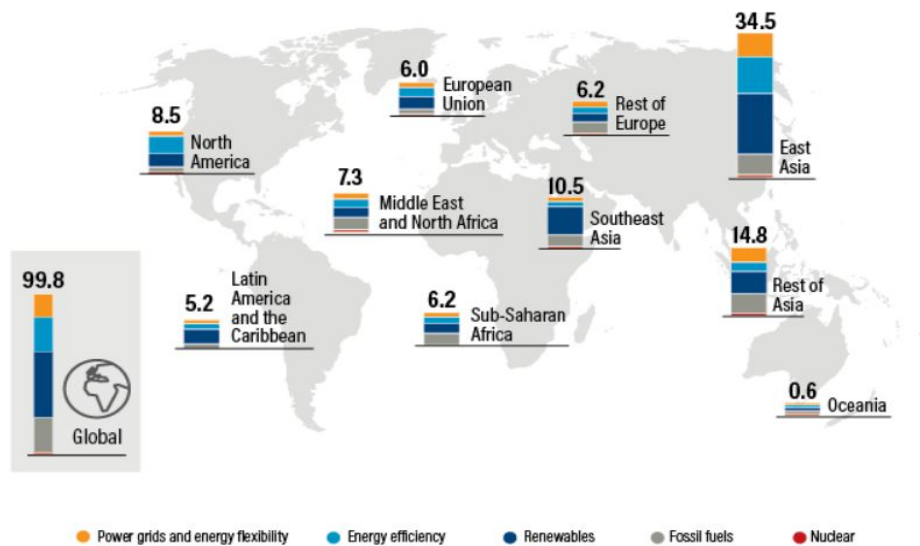 34.5
East
Asia
6.0
European
Union
6.2
Rest of
Europe
8.5
North
America
7.3
Middle East
and North Africa
10.5
Southeast
Asia
14.8
Rest of
Asia
99.8
Global
5.2
Latin
America
and the
Caribbean
6.2
Sub-Saharan
Africa
0.6
Oceania
Power grids and energy flexibility
Energy efficiency
Renewables
Fossil fuels
Nuclear